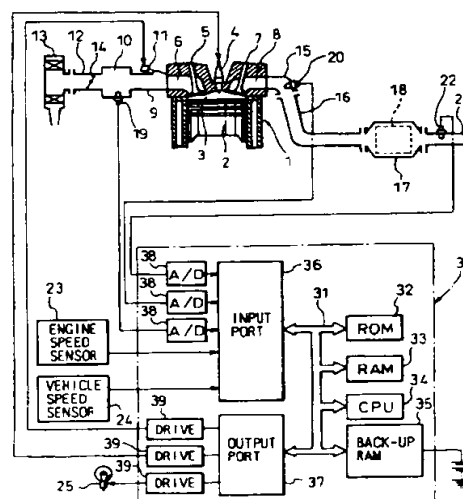 13
12
14
10
11
6
5
4
7
8
15
20
16
18
22
2
19
9
3
2
1
17
38
A/D
36
3
38
A/D
31
32
23
38
A/D
INPUT
PORT
ROM
ENGINE
SPEED
SENSOR
33
RAM
34
VEHICLE
SPEED
SENSOR
24
39
DRIVE
CPU
35
39
DRIVE
OUTPUT
PORT
BACK-UP
RAM
39
DRIVE
25
37